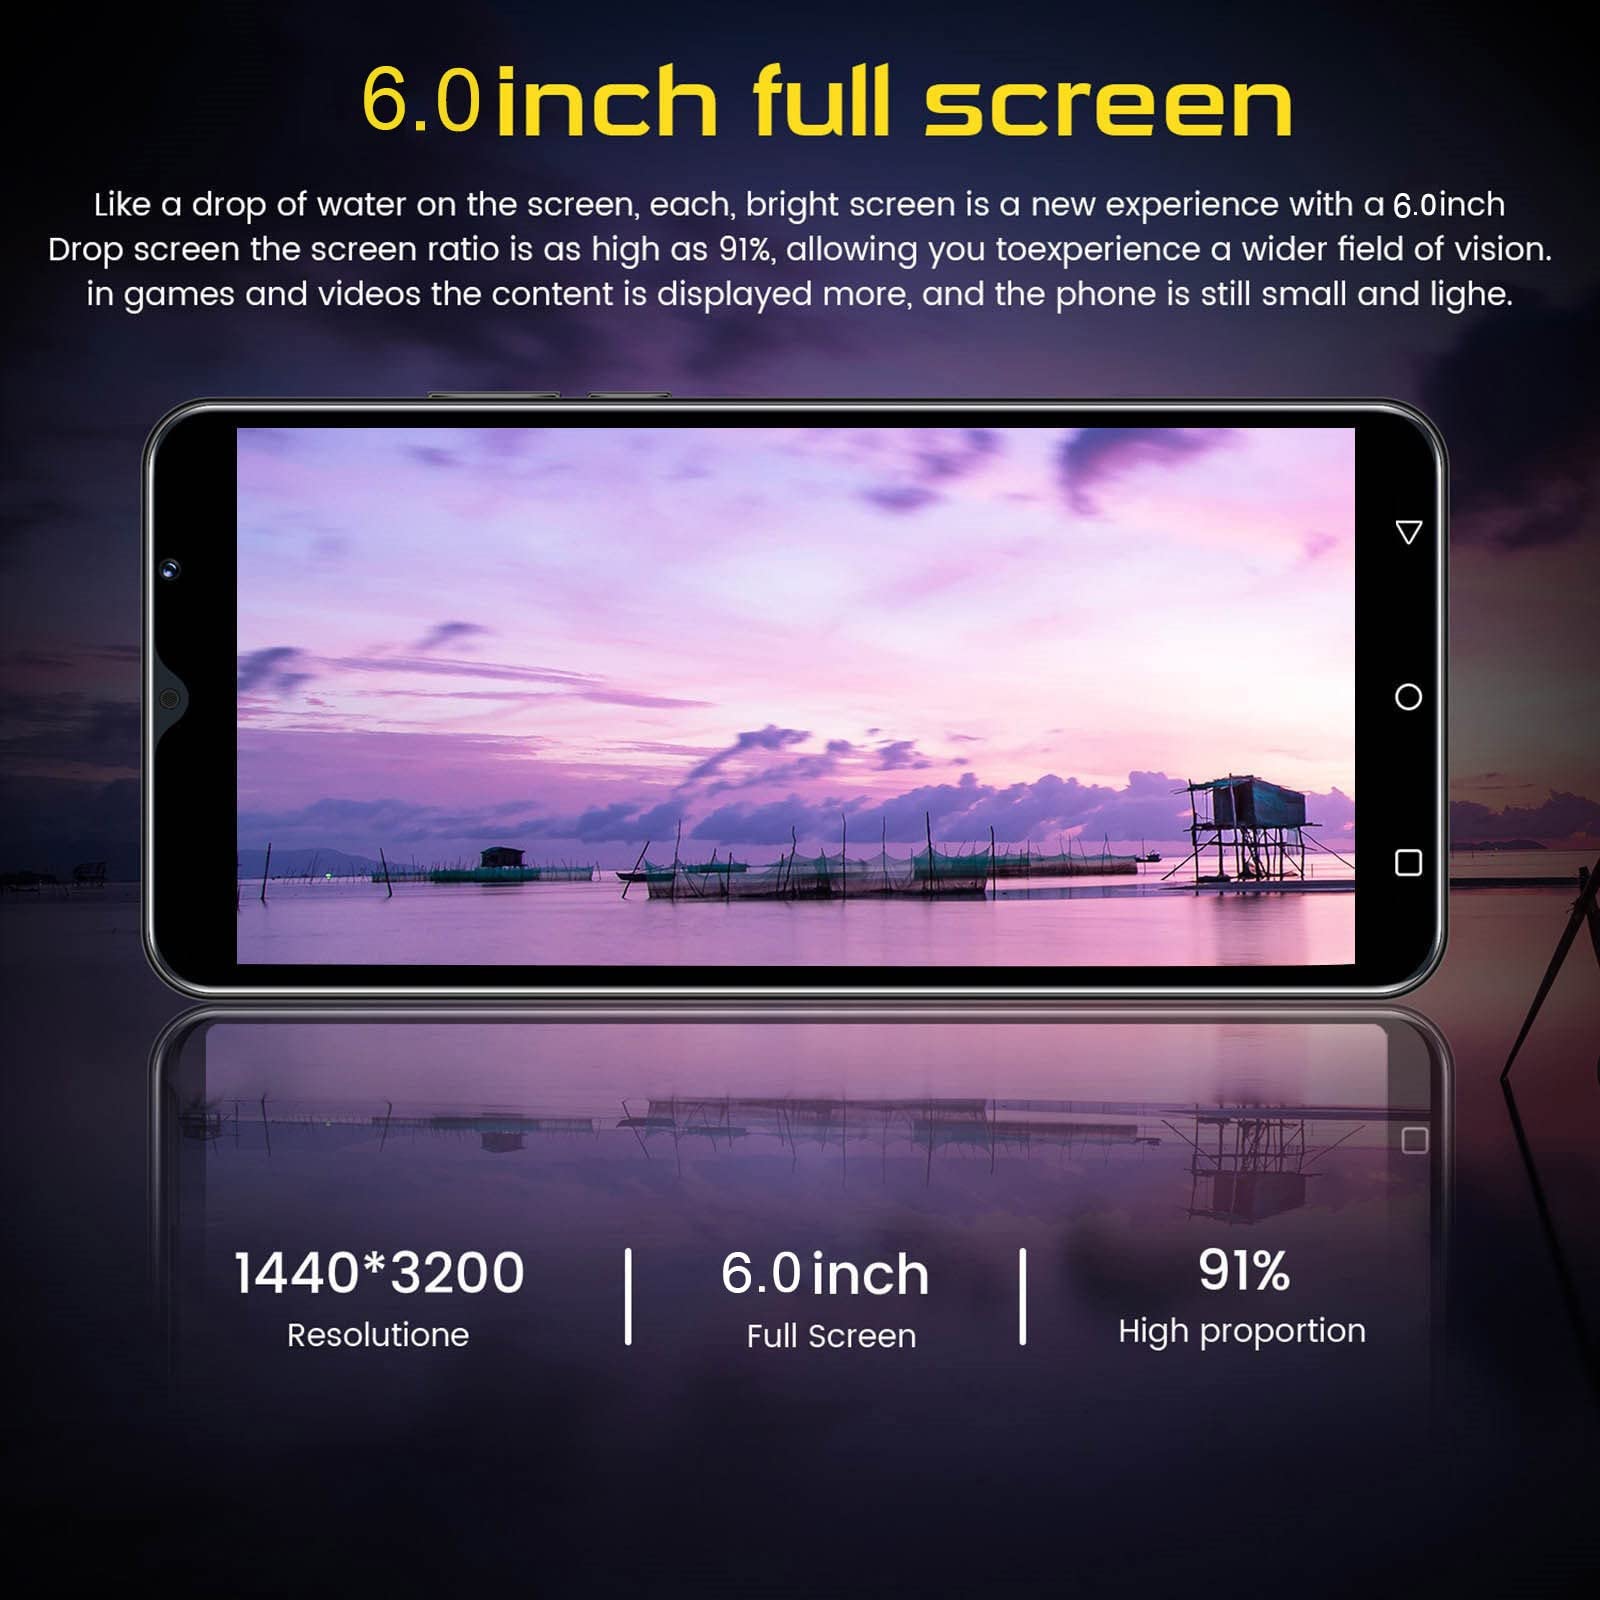 6.0inch full screen
Like a drop of water on the screen, each, bright screen is a new experience with a 6.0inch
Drop screen the screen ratio is as high as 91%, allowing you toexperience a wider field of vision.
in games and videos the content is displayed more, and the phone is still small and lighe.
1440*3200
Resolutione
6.0inch
Full Screen
91%
High proportion